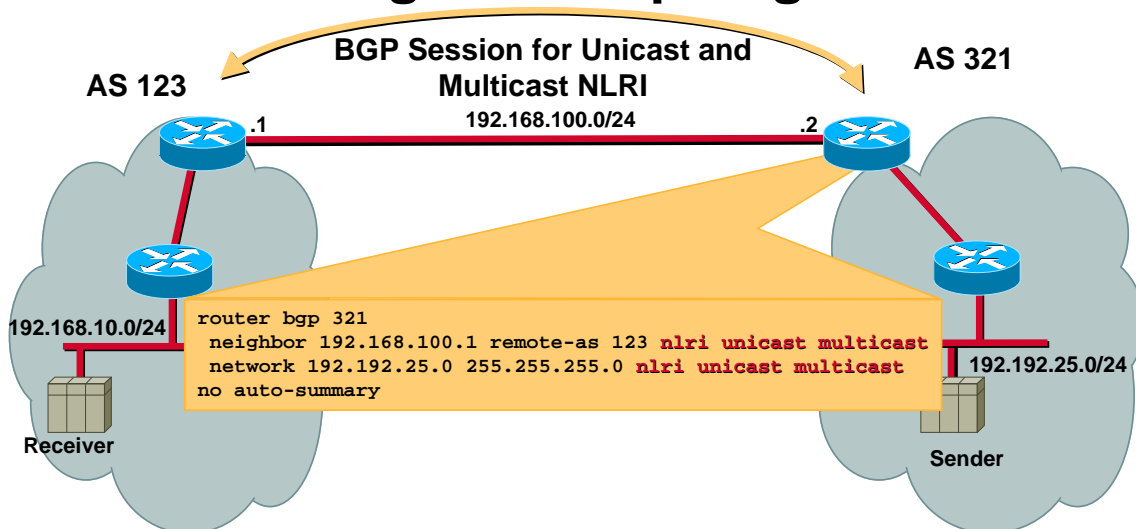 BGP Session for Unicast and
Multicast NLRI
AS 123
AS 321
192.168.100.0/24
.1
.2
192.168.10.0/24
router bgp 321
neighbor 192.168.100.1 remote-as 123 nlri unicast multicast
network 192.192.25.0 255.255.255.0 nlri unicast multicast
no auto-summary
192.192.25.0/24
Receiver
Sender